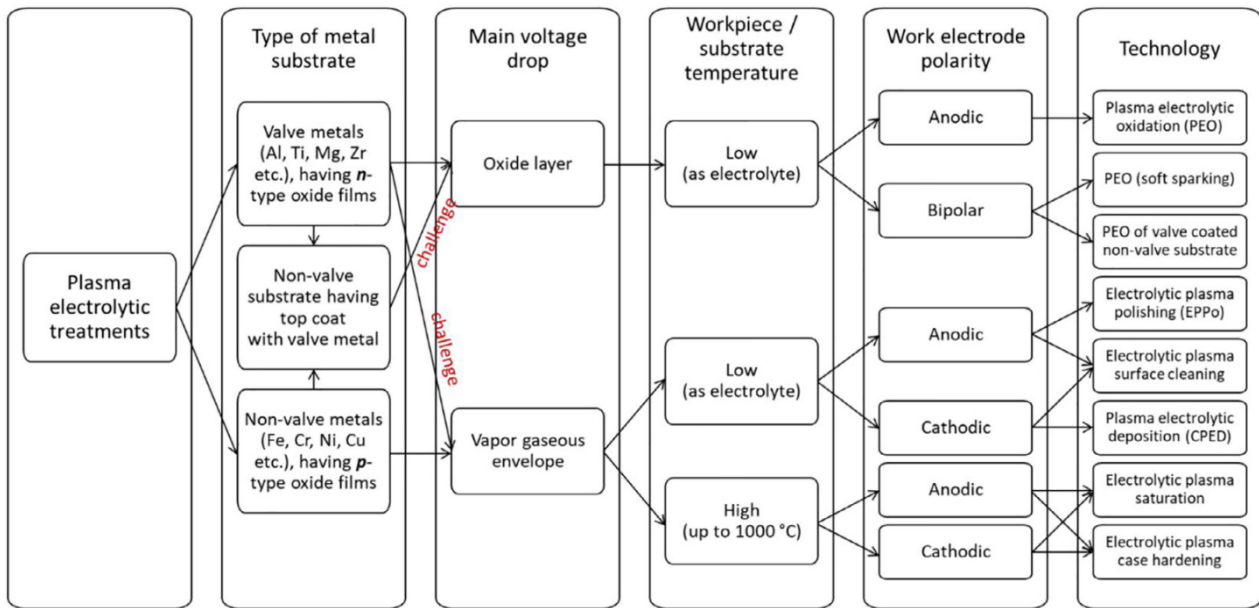 Type of metal
substrate
Main voltage
drop
Workpiece /
substrate
temperature
Work electrode
polarity
Technology
Plasma
electrolytic
treatments
Valve metals
(Al, Ti, Mg, Zr
etc.), having n-
type oxide films
Non-valve
substrate having
top coat
with valve metal
Non-valve metals
(Fe, Cr, Ni, Cu
etc.), having p-
type oxide films
challenge
challenge
Oxide layer
Vapor gaseous
envelope
Low
(as electrolyte)
Low
(as electrolyte)
High
(up to 1000 °C)
Anodic
Bipolar
Anodic
Cathodic
Anodic
Cathodic
Plasma electrolytic
oxidation (PEO)
PEO (soft sparking)
PEO of valve coated
non-valve substrate
Electrolytic plasma
polishing (EPPo)
Electrolytic plasma
surface cleaning
Plasma electrolytic
deposition (CPED)
Electrolytic plasma
saturation
Electrolytic plasma
case hardening